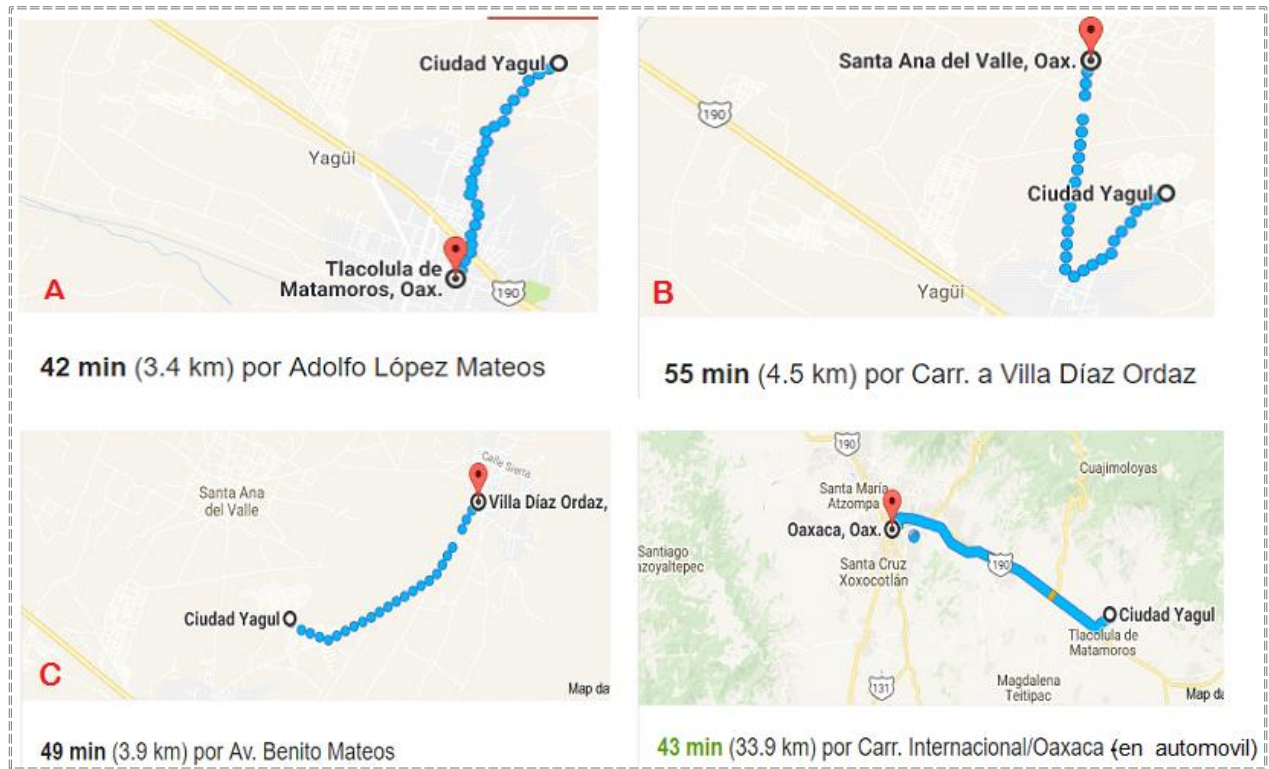 Ciudad Yagul
Yagüi
Tlacolula de
Matamoros, Oax.
190
A
42 min (3.4 km) por Adolfo López Mateos
Santa Ana del Valle, Oax.
190
Ciudad Yagul
B
Yagüi
55 min (4.5 km) por Carr. a Villa Díaz Ordaz
Calle Sierra
Santa Ana
del Valle
Villa Díaz Ordaz,
Ciudad Yagul
C
Map da
49 min (3.9 km) por Av. Benito Mateos
190
Cuajimoloyas
Santa María
Atzompa
Oaxaca, Oax.
Santiago
azoyaltepec
Santa Cruz
Xoxocotlán
190
Ciudad Yagul
Tlacolula de
Matamoros
Magdalena
Teitipac
131
Map da
43 min (33.9 km) por Carr. Internacional/Oaxaca (en automovil)